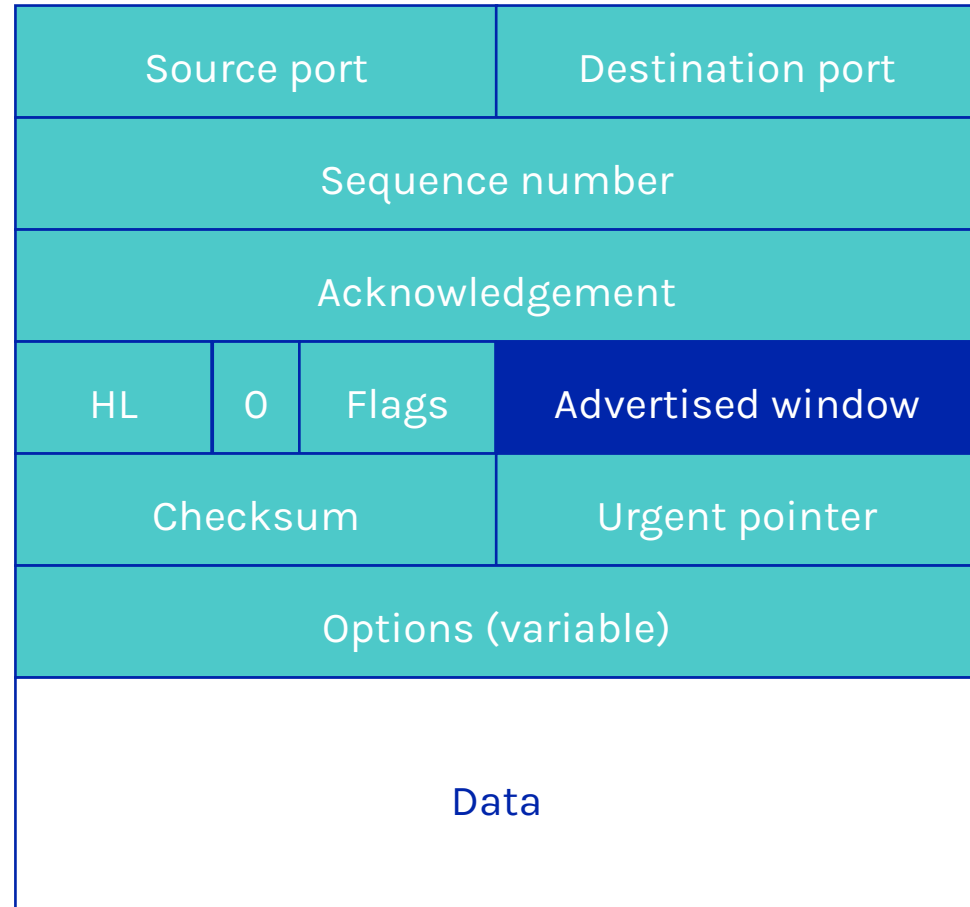 Source port
Destination port
Sequence number
Acknowledgement
HL
0
Flags
Advertised window
Checksum
Urgent pointer
Options (variable)
Data